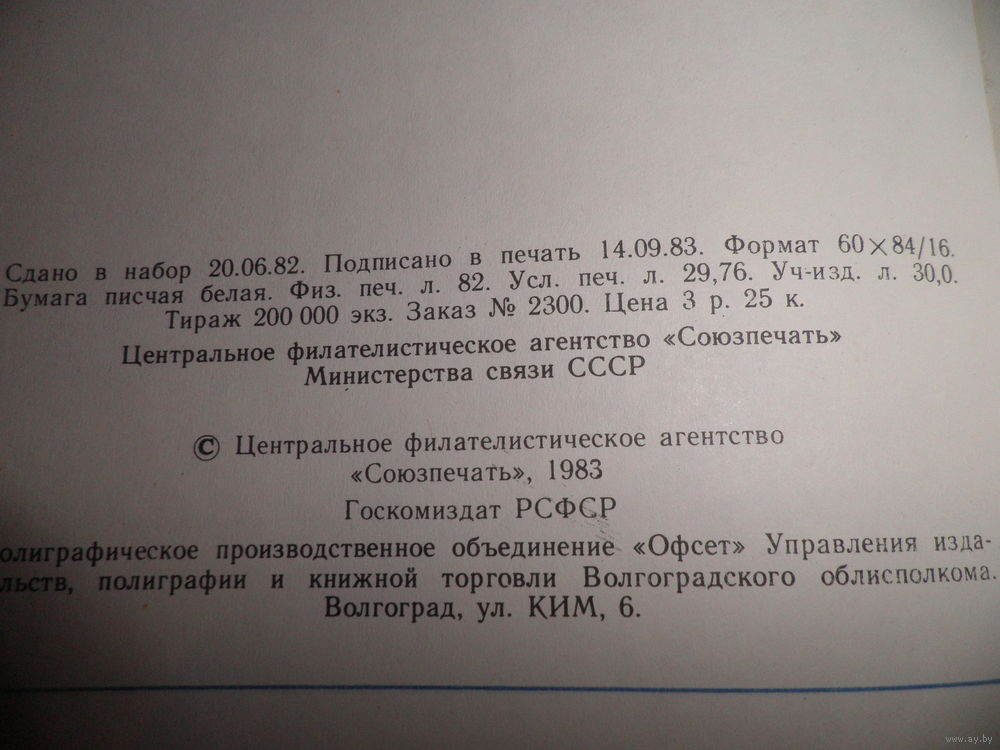 Сдано в набор 20.06.82. Подписано в печать 14.09.83. Формат 60×84/16.
Бумага писчая белая. Физ. печ. л. 82. Усл. печ. л. 29,76. Уч-изд. л. 30,0.
Тираж 200 000 экз. Заказ № 2300. Цена 3 р. 25 к.
Центральное филателистическое агентство «Союзпечать»
Министерства связи СССР
© Центральное филателистическое агентство
«Союзпечать», 1983
Госкомиздат РСФСР
олиграфическое производственное объединение «Офсет» Управления изда-
льств, полиграфии и книжной торговли Волгоградского облисполкома.
Волгоград, ул. КИМ, 6.
www.ay.by